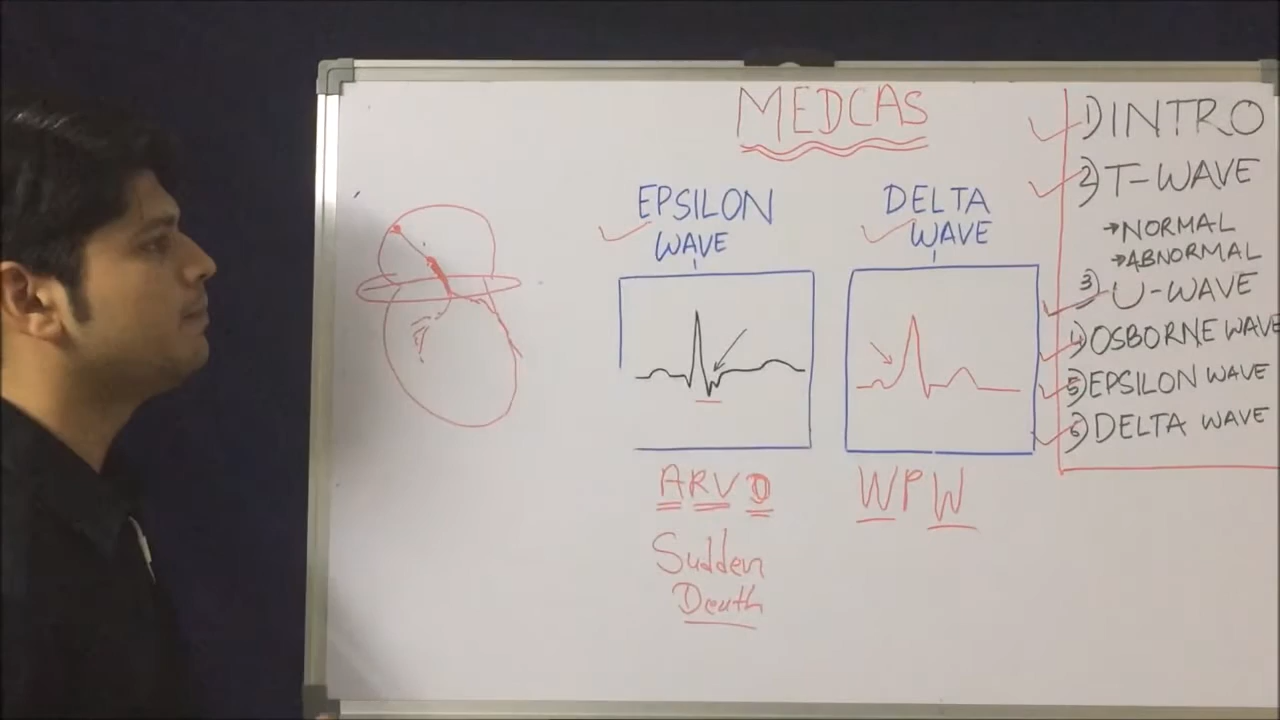 MEDCAS
EPSILON
WAVE
DELTA
WAVE
ARVD
Sudden
Death
WPW
1) INTRO
2) T-WAVE
→NORMAL
→ABNORMAL
3) U-WAVE
4) OSBORNE WAVE
5) EPSILON WAVE
6) DELTA WAVE